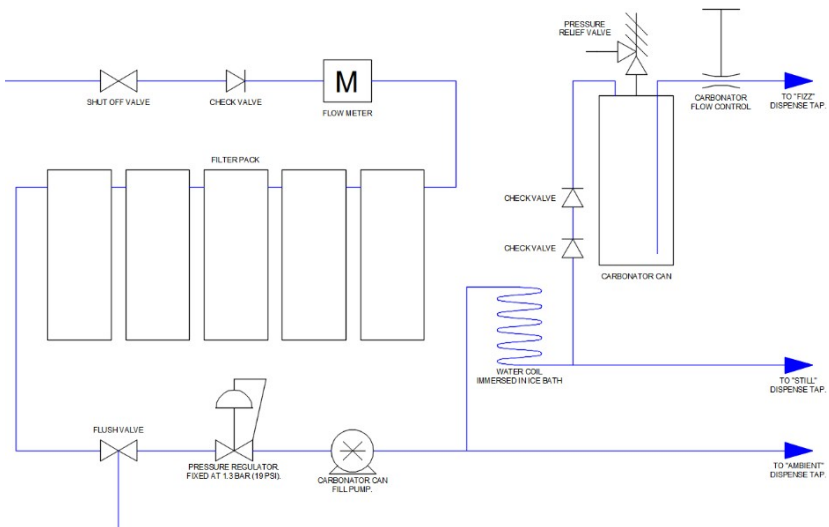 PRESSURE
RELIEF VALVE
SHUT OFF VALVE
CHECK VALVE
M
FLOW METER
CARBONATOR
FLOW CONTROL
TO "FIZZ"
DISPENSE TAP.
FILTER PACK
CHECK VALVE
CHECK VALVE
CARBONATOR CAN
WATER COIL
IMMERSED IN ICE BATH
TO "STILL"
DISPENSE TAP.
FLUSH VALVE
PRESSURE REGULATOR.
FIXED AT 1.3 BAR (19 PSI).
CARBONATOR CAN
FILL PUMP.
TO "AMBIENT"
DISPENSE TAP.